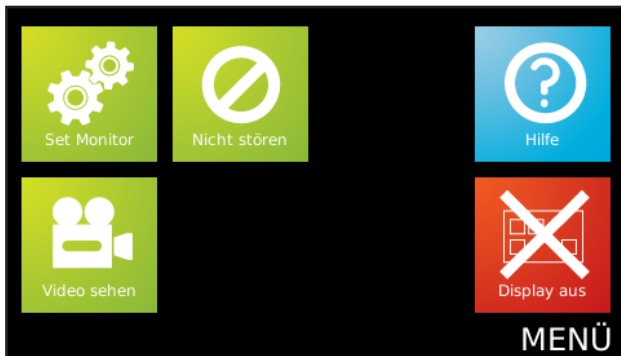 Set Monitor
Nicht stören
Hilfe
Video sehen
Display aus
MENÜ